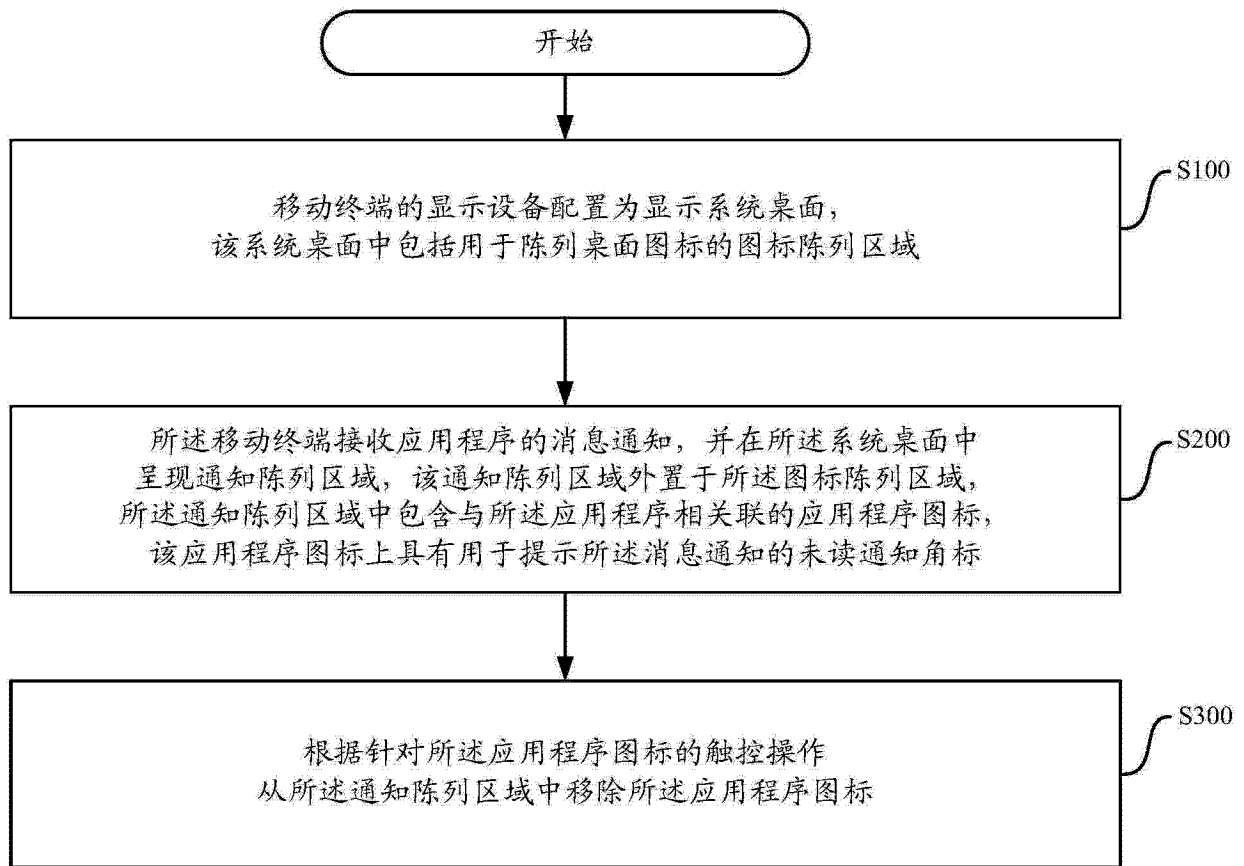 开始
移动终端的显示设备配置为显示系统桌面，
该系统桌面中包括用于陈列桌面图标的图标陈列区域
S100
所述移动终端接收应用程序的消息通知，并在所述系统桌面中
呈现通知陈列区域，该通知陈列区域外置于所述图标陈列区域，
所述通知陈列区域中包含与所述应用程序相关联的应用程序图标，
该应用程序图标上具有用于提示所述消息通知的未读通知角标
S200
根据针对所述应用程序图标的触控操作
从所述通知陈列区域中移除所述应用程序图标
S300